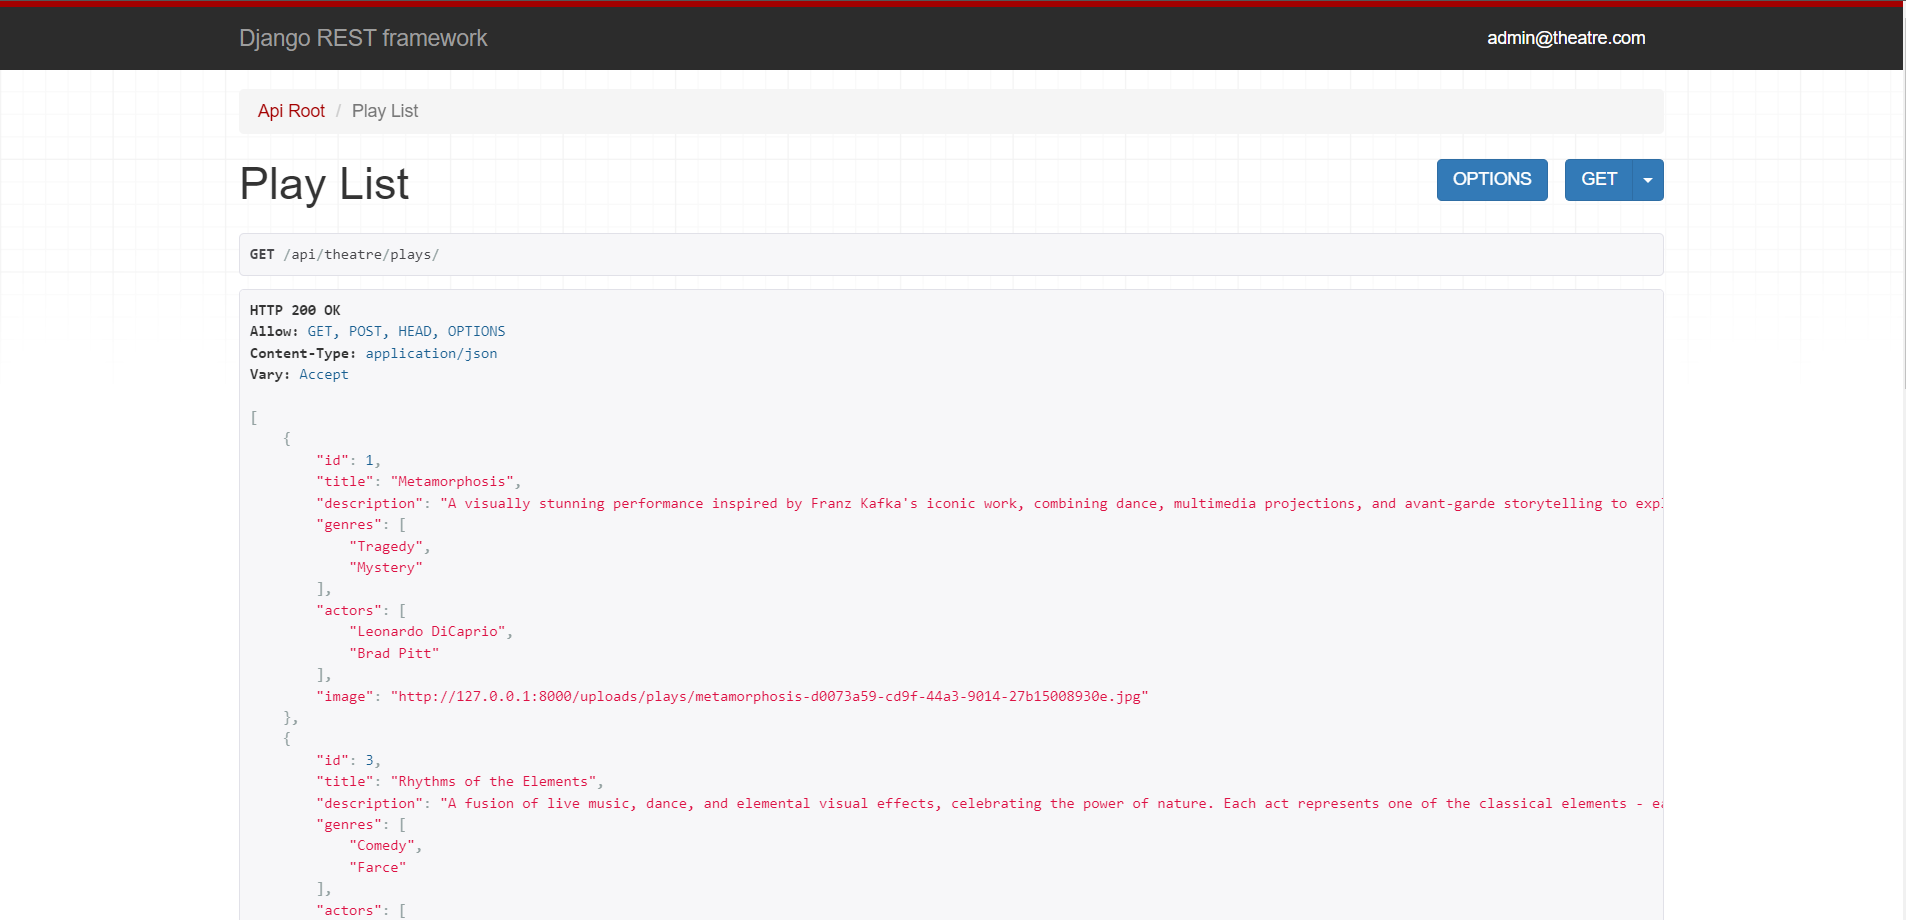 Django REST framework
admin@theatre.com
Api Root / Play List
Play List
OPTIONS
GET
GET /api/theatre/plays/
HTTP 200 OK
Allow: GET, POST, HEAD, OPTIONS
Content-Type: application/json
Vary: Accept
[
    {
        "id": 1,
        "title": "Metamorphosis",
        "description": "A visually stunning performance inspired by Franz Kafka's iconic work, combining dance, multimedia projections, and avant-garde storytelling to
        "genres": [
            "Tragedy",
            "Mystery"
        ],
        "actors": [
            "Leonardo DiCaprio",
            "Brad Pitt"
        ],
        "image": "http://127.0.0.1:8000/uploads/plays/metamorphosis-d0073a59-cd9f-44a3-9014-27b15008930e.jpg"
    },
    {
        "id": 3,
        "title": "Rhythms of the Elements",
        "description": "A fusion of live music, dance, and elemental visual effects, celebrating the power of nature. Each act represents one of the classical elements -
        "genres": [
            "Comedy",
            "Farce"
        ],
        "actors": [